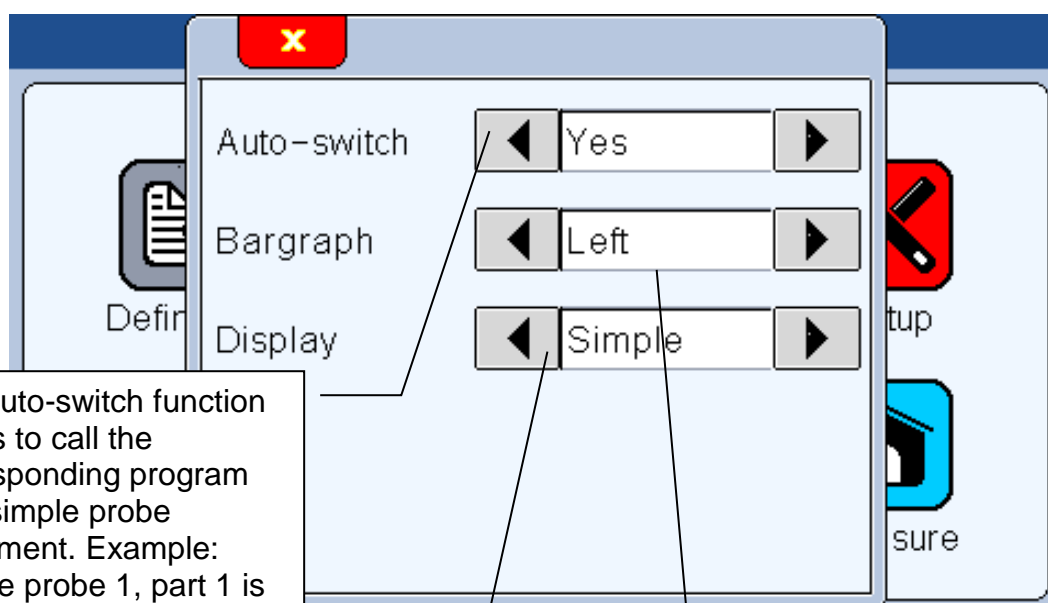 x
Auto-switch
Yes
Bargraph
Left
Display
Simple
Defin
tup
sure
uto-switch function
s to call the
sponding program
simple probe
ment. Example:
e probe 1, part 1 is